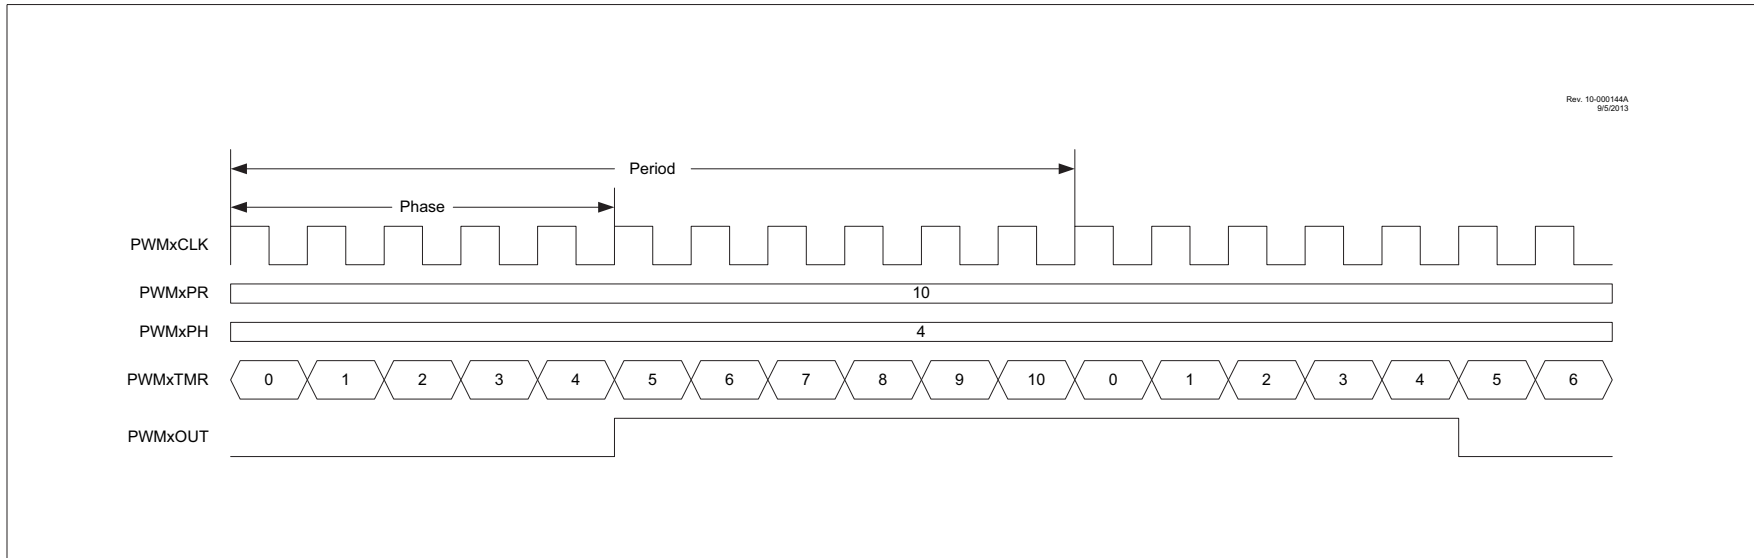 Rev. 10-000144A
9/5/2013
Period
Phase
PWMxCLK
PWMxPR
10
PWMxPH
4
PWMxTMR 0 1 2 3 4 5 6 7 8 9 10 0 1 2 3 4 5 6
PWMxOUT